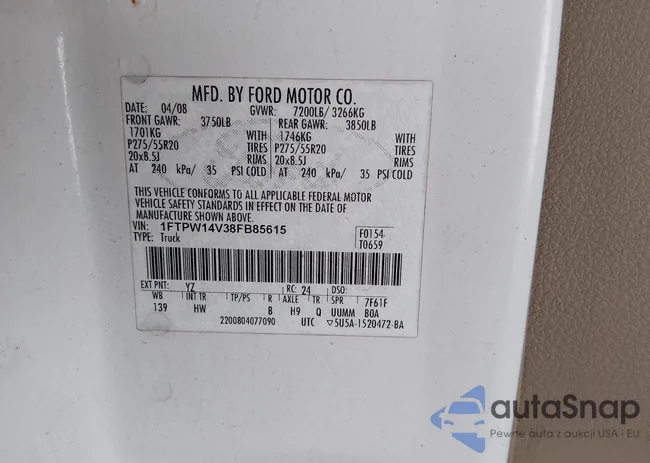 MFD. BY FORD MOTOR CO.
DATE: 04/08 GVWR: 7200LB/ 3266KG
FRONT GAWR: 3750LB REAR GAWR: 3850LB
1701KG WITH 1746KG WITH
P275/55R20 TIRES P275/55R20 TIRES
20x8.5J RIMS 20x8.5J RIMS
AT 240 kPa/ 35 PSI COLD AT 240 kPa/ 35 PSI COLD
THIS VEHICLE CONFORMS TO ALL APPLICABLE FEDERAL MOTOR
VEHICLE SAFETY STANDARDS IN EFFECT ON THE DATE OF
MANUFACTURE SHOWN ABOVE.
VIN: 1FTPW14V38FB85615 F0154
TYPE: Truck T0659
EXT PNT: YZ RC: 24 DSO:
WB INT TR TP/PS R AXLE TR SPR 7F61F
139 HW B H9 Q UUMM BOA
2200804077090 UTC ▽5U5A-1520472-BA
autaSnap
Pewne auta z aukcji USA i EU